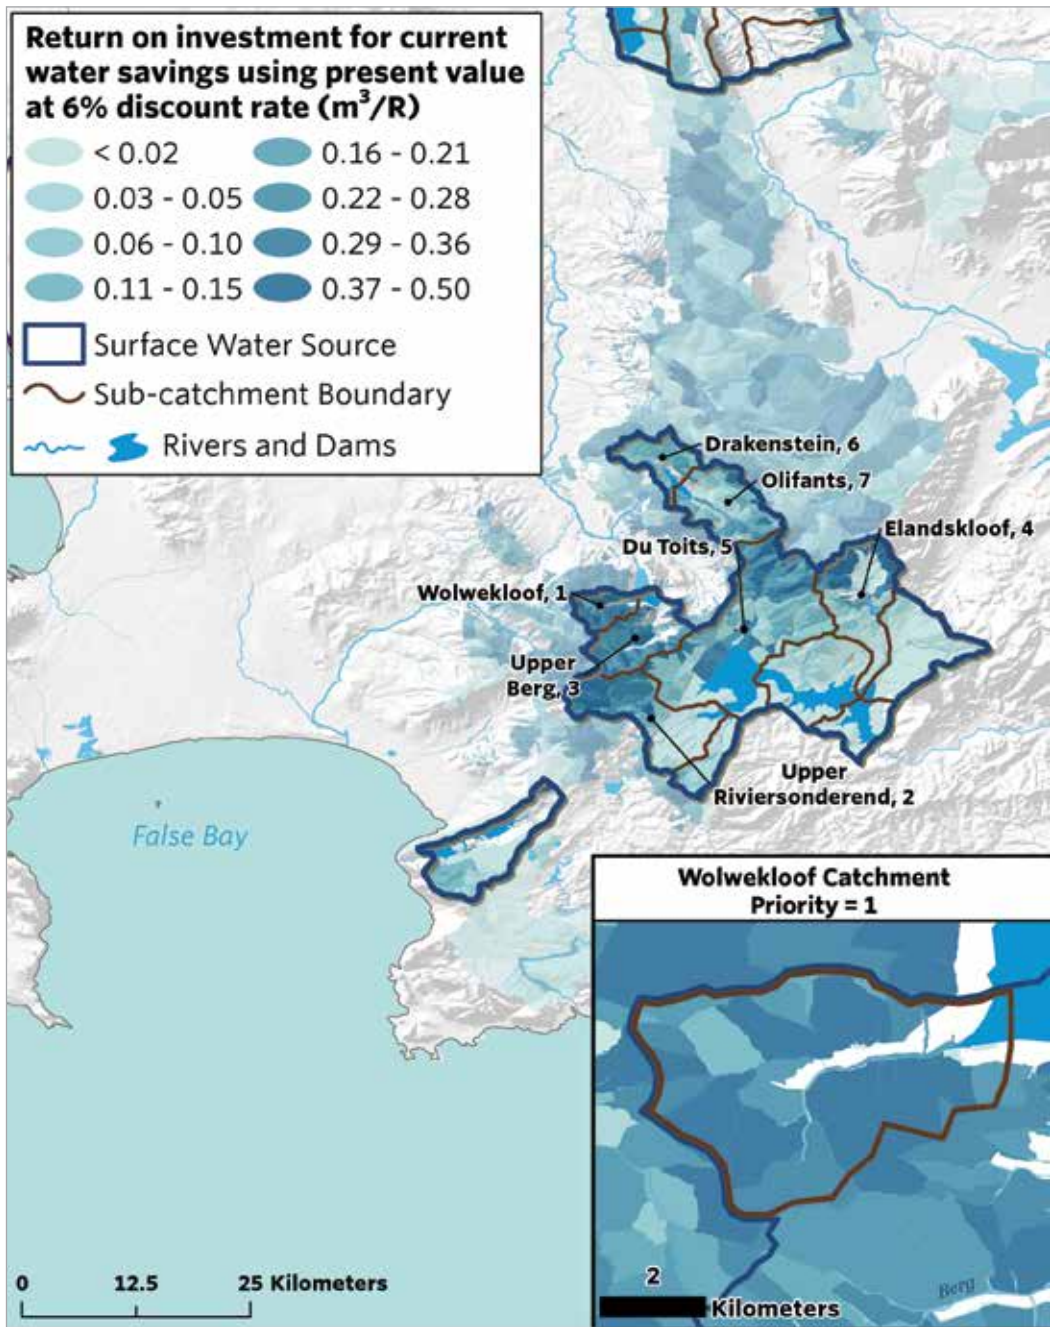 Return on investment for current
water savings using present value
at 6% discount rate (m³/R)
< 0.02
0.03 - 0.05
0.06 - 0.10
0.11 - 0.15
0.16 - 0.21
0.22 - 0.28
0.29 - 0.36
0.37 - 0.50
Surface Water Source
Sub-catchment Boundary
Rivers and Dams
Drakenstein, 6
Olifants, 7
Elandskloof, 4
Du Toits, 5
Wolwekloof, 1
Upper
Berg, 3
Upper
Riviersonderend, 2
False Bay
Wolwekloof Catchment
Priority = 1
Berg
2
Kilometers
0 12.5 25 Kilometers